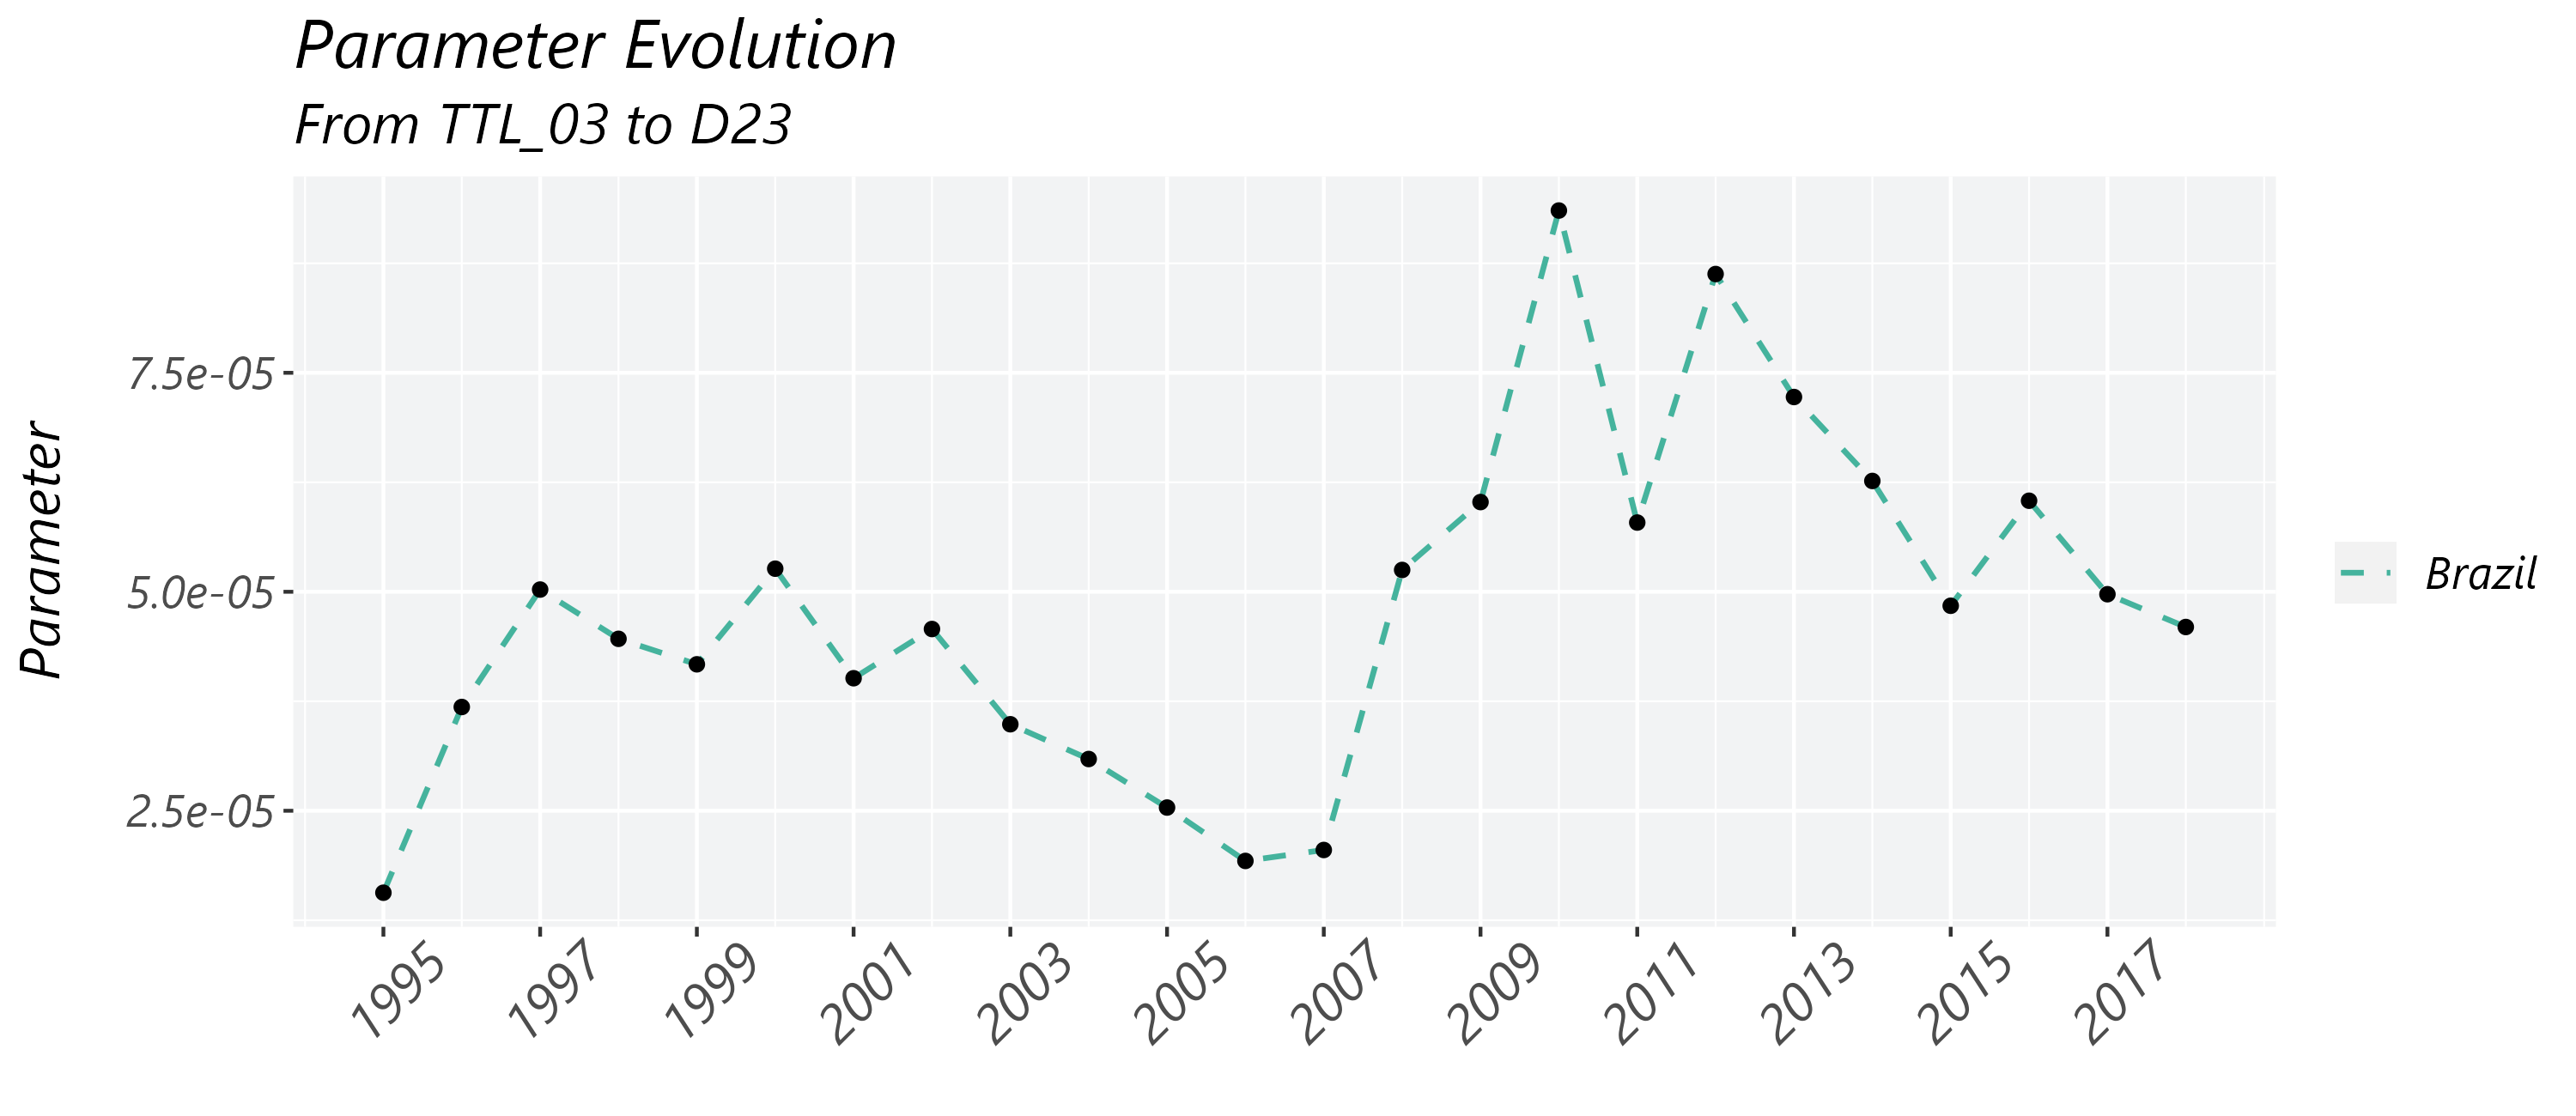 Parameter Evolution
From TTL_03 to D23
Parameter
7.5e-05
5.0e-05
2.5e-05
1995
1997
1999
2001
2003
2005
2007
2009
2011
2013
2015
2017
Brazil